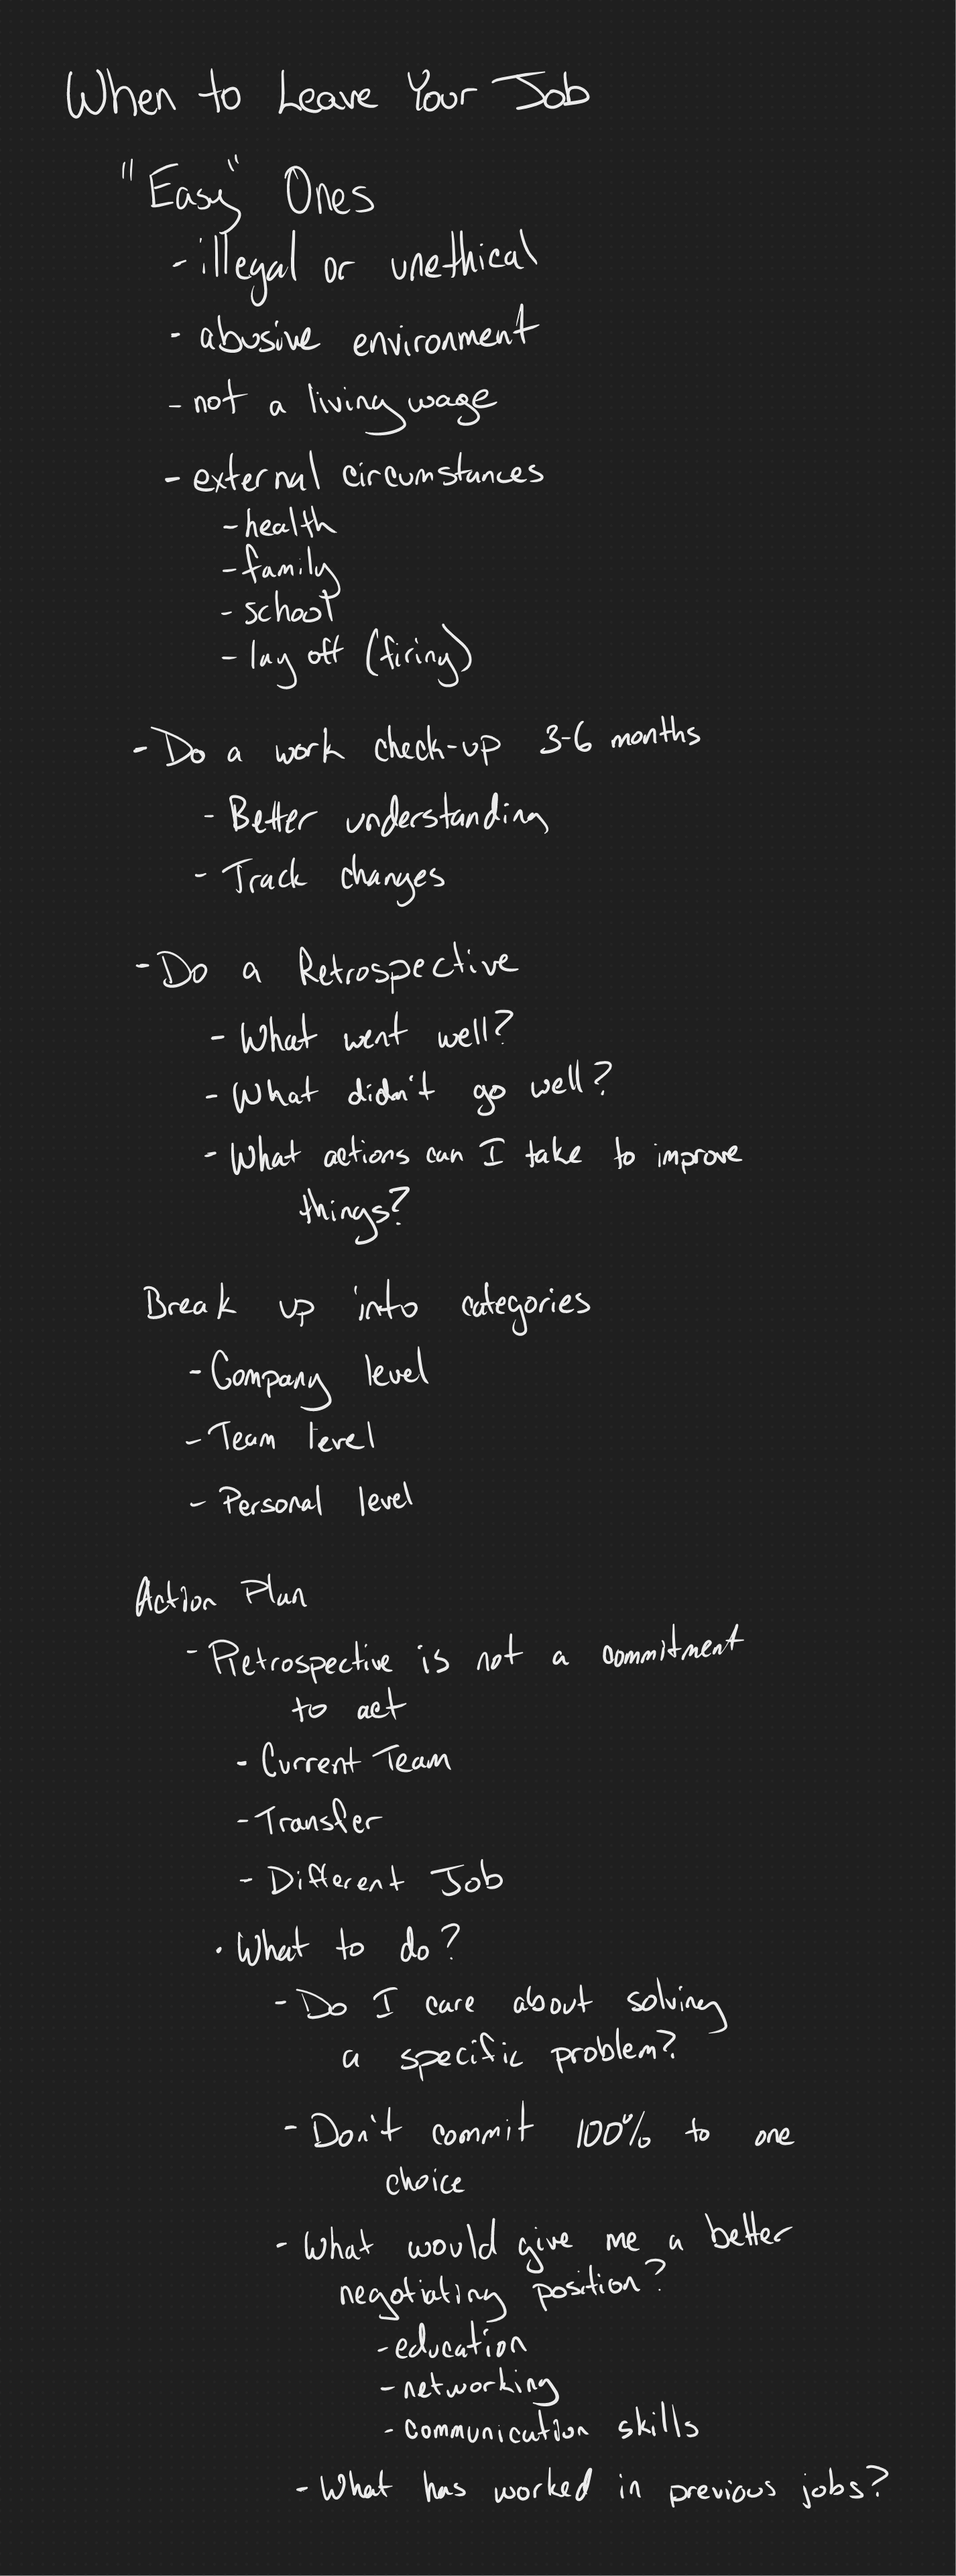 When to Leave Your Job
"Easy" Ones
- illegal or unethical
- abusive environment
- not a living wage
- external circumstances
- health
- family
- school
- lay off (firing)
- Do a work check-up 3-6 months
- Better understanding
- Track changes
- Do a Retrospective
- What went well?
- What didn't go well?
- What actions can I take to improve
things?
Break up into categories
- Company level
- Team level
- Personal level
Action Plan
- Retrospective is not a commitment
to act
- Current Team
- Transfer
- Different Job
• What to do?
- Do I care about solving
a specific problem?
- Don't commit 100% to one
choice
- What would give me a better
negotiating position?
- education
- networking
- communication skills
- What has worked in previous jobs?